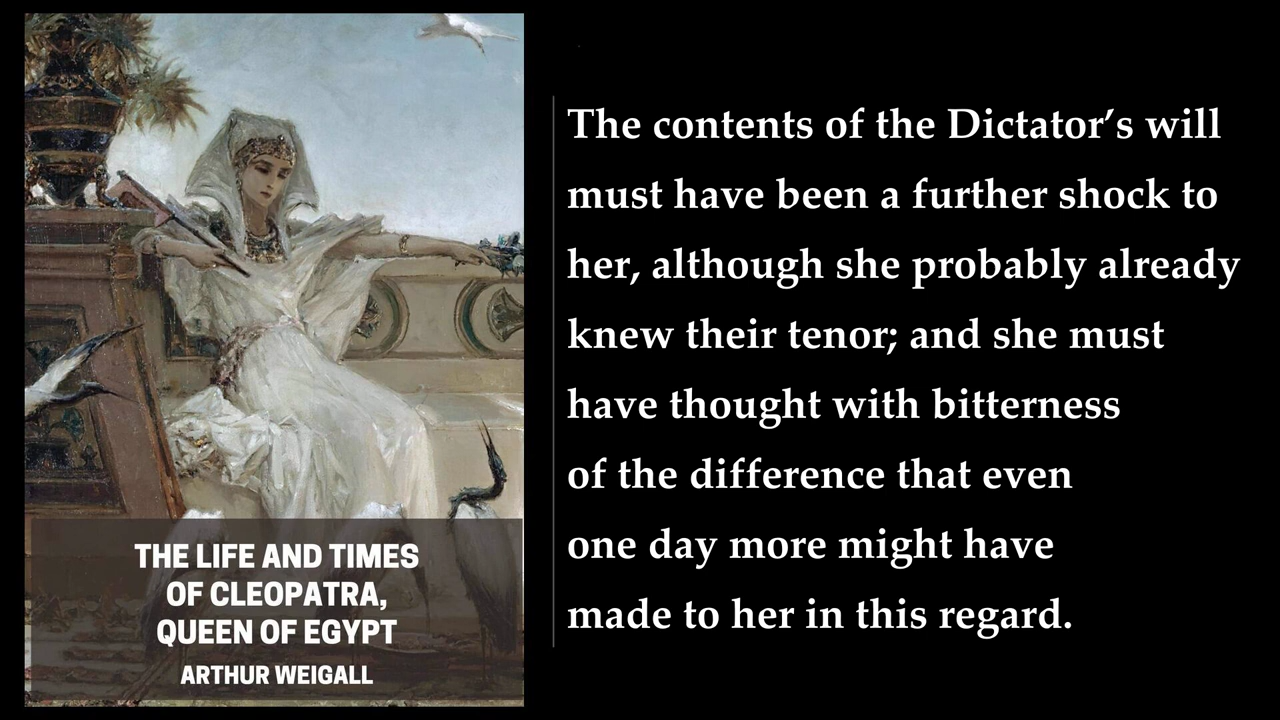 THE LIFE AND TIMES
OF CLEOPATRA,
QUEEN OF EGYPT
ARTHUR WEIGALL
The contents of the Dictator’s will
must have been a further shock to
her, although she probably already
knew their tenor; and she must
have thought with bitterness
of the difference that even
one day more might have
made to her in this regard.